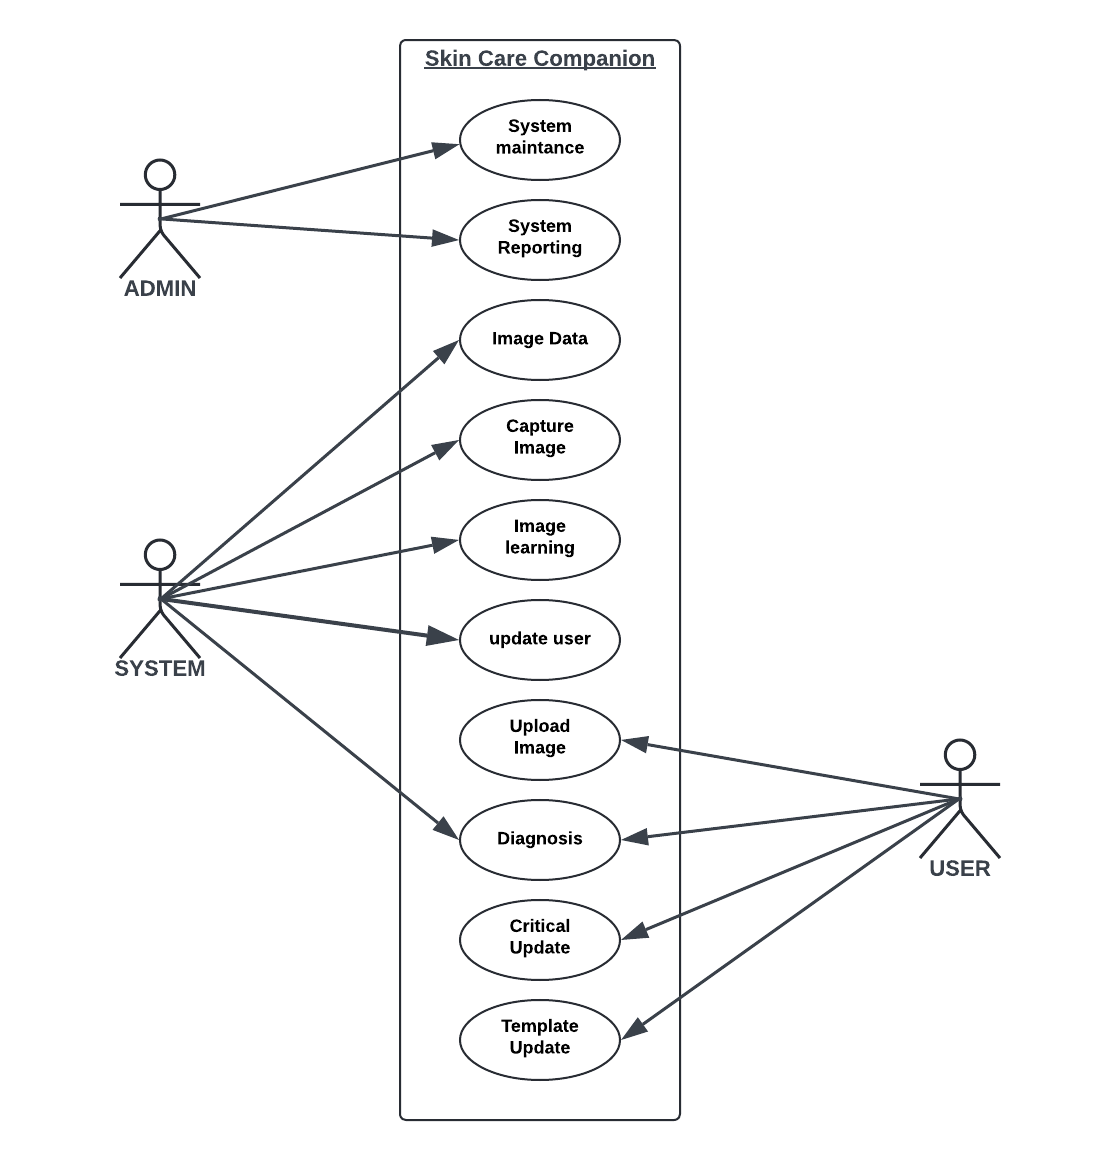 Skin Care Companion
System
maintance
System
Reporting
ADMIN
Image Data
Capture
Image
Image
learning
update user
SYSTEM
Upload
Image
Diagnosis
USER
Critical
Update
Template
Update